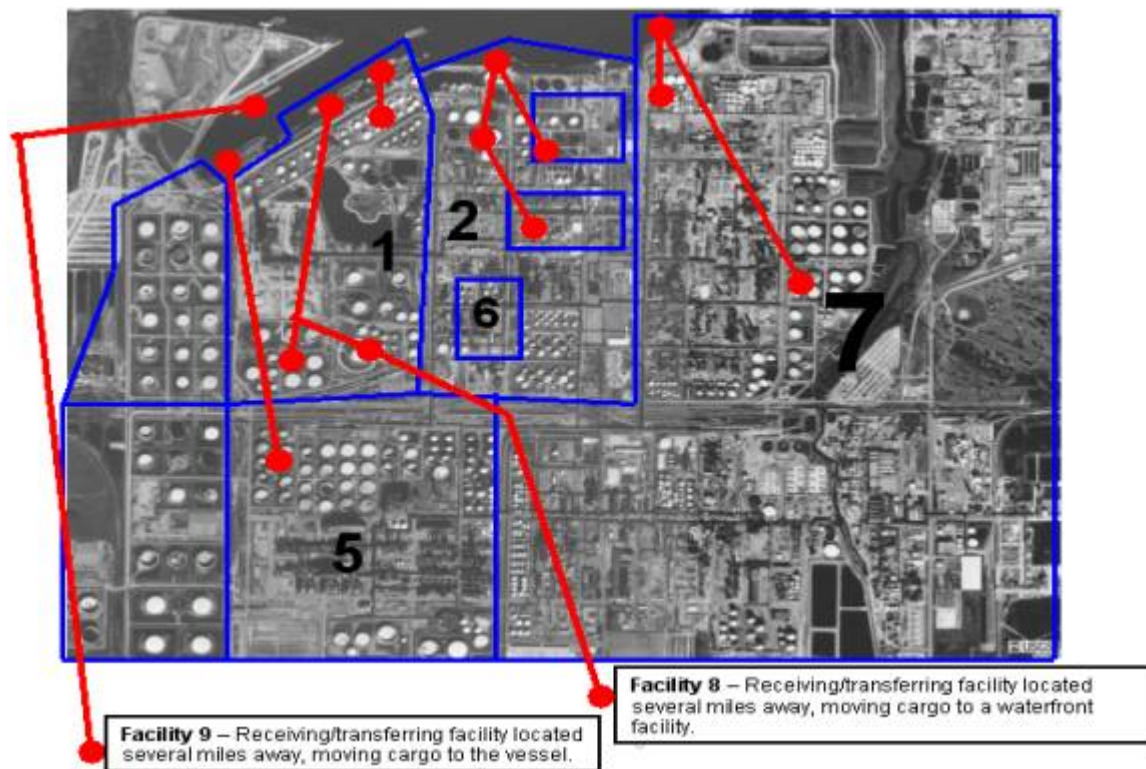 1
2
6
7
5
Facility 8 – Receiving/transferring facility located
several miles away, moving cargo to a waterfront
facility.
Facility 9 – Receiving/transferring facility located
several miles away, moving cargo to the vessel.